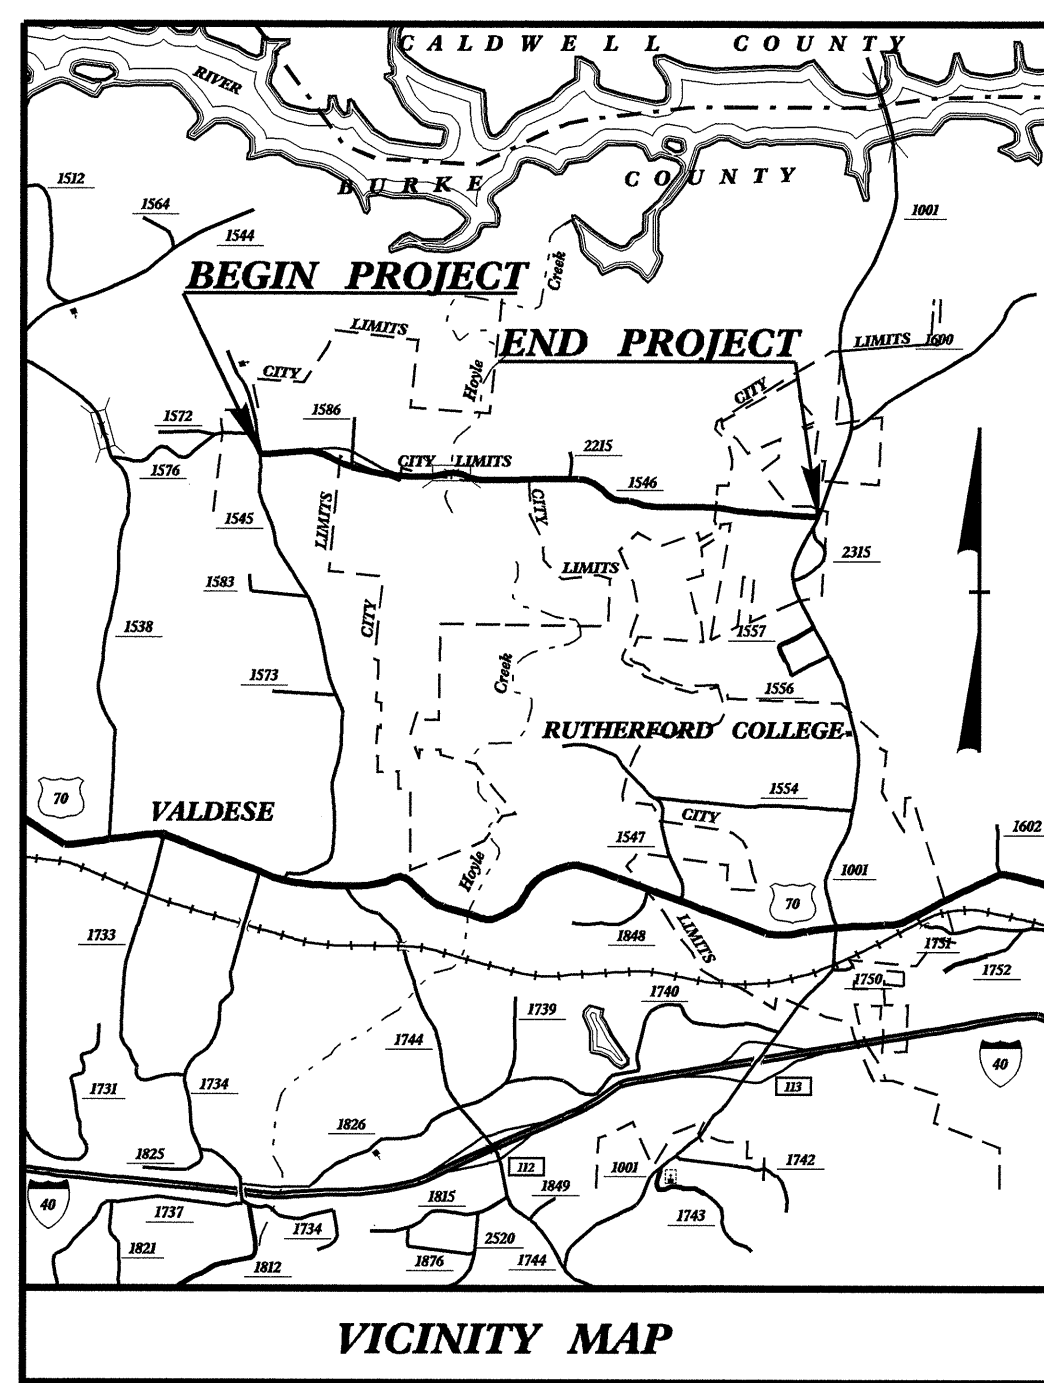 CALDWELL COUNTY
RIVER
BURKE COUNTY
1512
1564
1544
1001
BEGIN PROJECT
Creek
END PROJECT
LIMITS
LIMITS 1600
CITY
Hoyle
CITY
1572
1586
2215
1576
CITY LIMITS
1546
1545
LIMITS
CITY
2315
1583
LIMITS
1538
CITY
1557
1573
Creek
1556
RUTHERFORD COLLEGE
70
VALDESE
1554
CITY
1547
1602
Hoyle
1001
70
1733
1848
LIMITS
1751
1752
1750
1740
1739
1744
40
1731
1734
113
1826
1825
112
1001
1742
40
1815
1849
1737
1734
1743
1821
1812
1876
2520
1744
VICINITY MAP